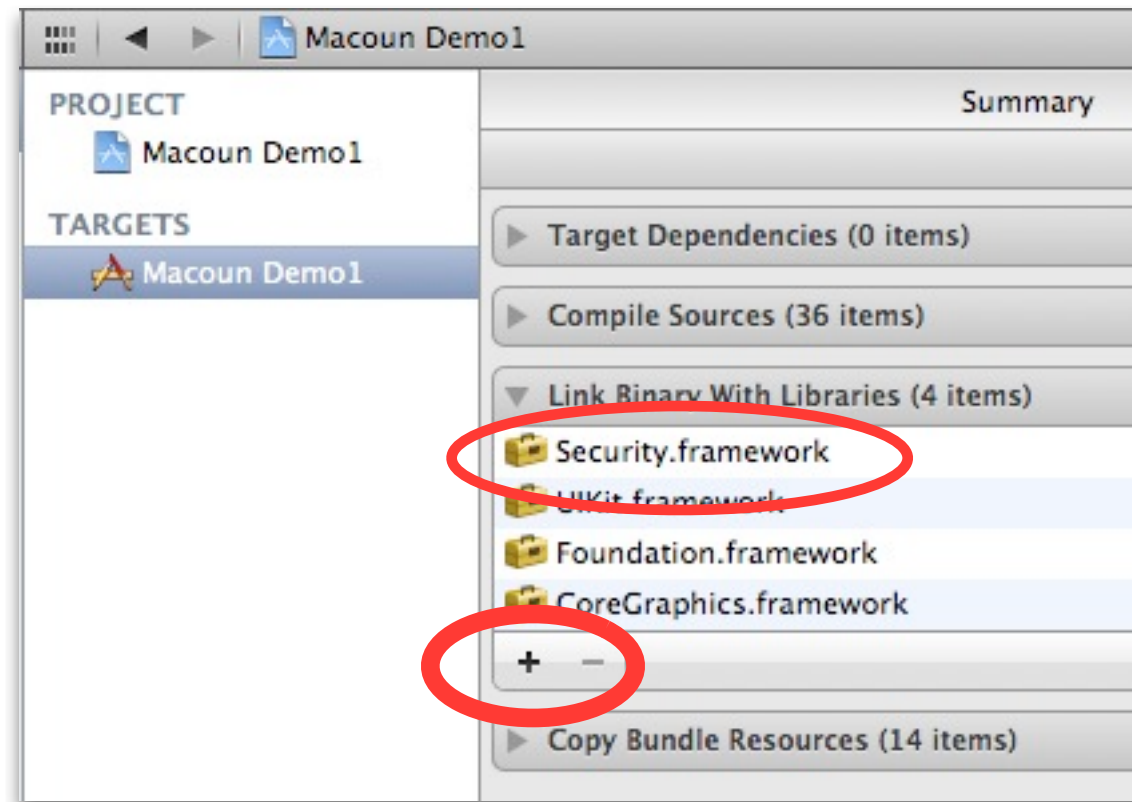 Macoun Demo1
PROJECT
Summary
Macoun Demo1
TARGETS
Macoun Demo1
Target Dependencies (0 items)
Compile Sources (36 items)
Link Binary With Libraries (4 items)
Security.framework
UIKit.framework
Foundation.framework
CoreGraphics.framework
+ −
Copy Bundle Resources (14 items)